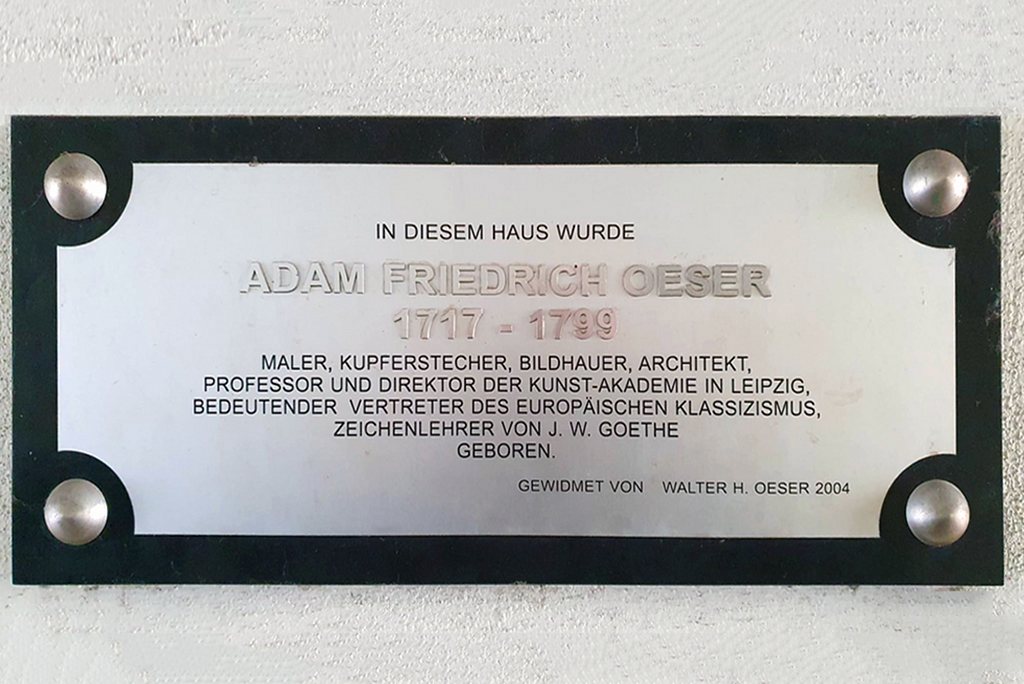 IN DIESEM HAUS WURDE
ADAM FRIEDRICH OESER
1717 - 1799
MALER, KUPFERSTECHER, BILDHAUER, ARCHITEKT,
PROFESSOR UND DIREKTOR DER KUNST-AKADEMIE IN LEIPZIG,
BEDEUTENDER VERTRETER DES EUROPÄISCHEN KLASSIZISMUS,
ZEICHENLEHRER VON J. W. GOETHE
GEBOREN.
GEWIDMET VON WALTER H. OESER 2004